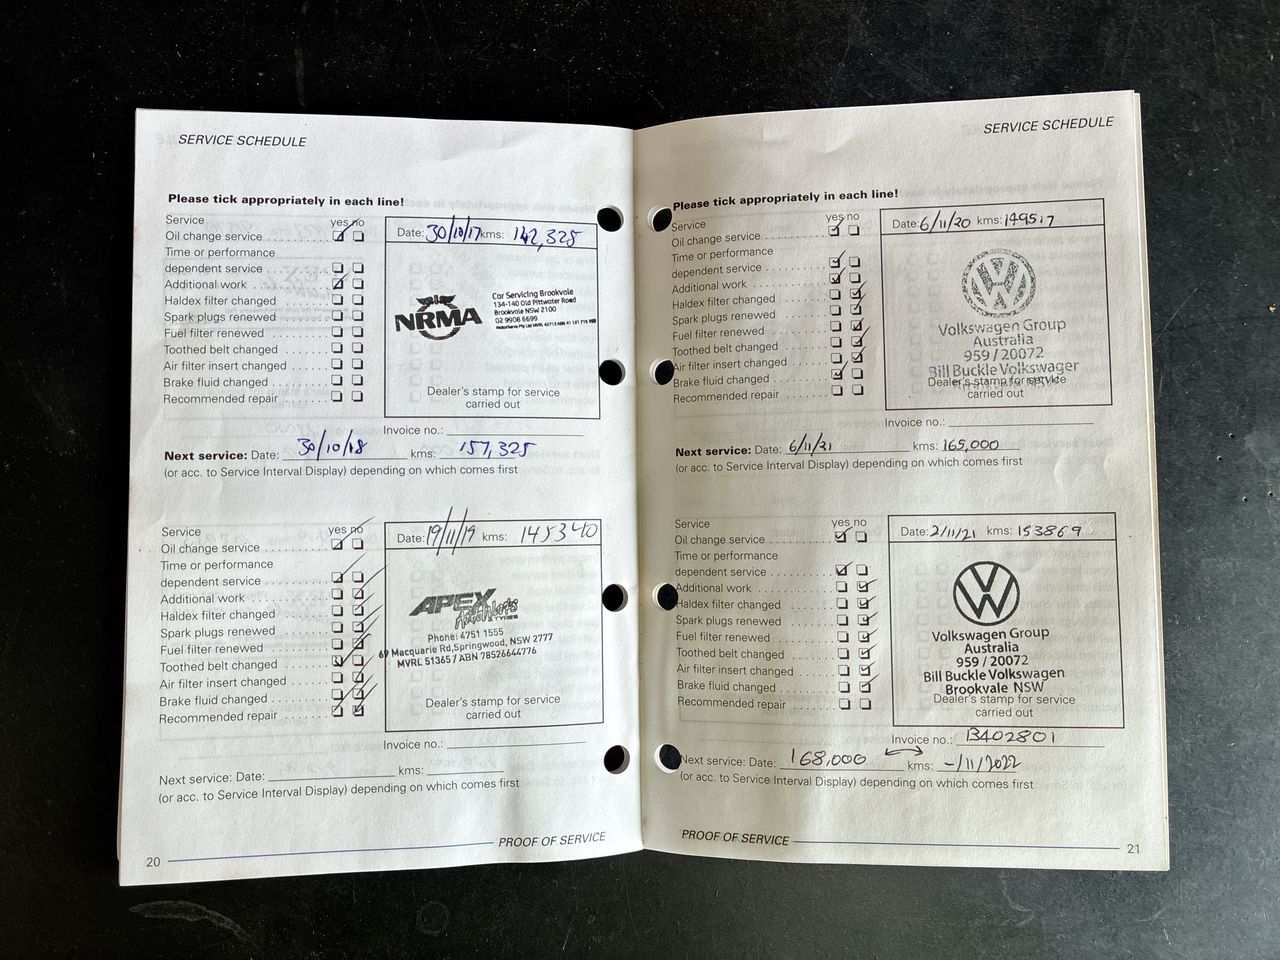 SERVICE SCHEDULE
Please tick appropriately in each line!
Service yes no
Oil change service
Time or performance
dependent service
Additional work
Haldex filter changed
Spark plugs renewed
Fuel filter renewed
Toothed belt changed
Air filter insert changed
Brake fluid changed
Recommended repair
Date: 30/10/17 kms: 142,325
NRMA
Car Servicing Brookvale
134-140 Old Pittwater Road
Brookvale NSW 2100
02 9908 6699
Dealer's stamp for service
carried out
Invoice no.:
Next service: Date: 30/10/18 kms: 157,325
(or acc. to Service Interval Display) depending on which comes first
Service yes no
Oil change service
Time or performance
dependent service
Additional work
Haldex filter changed
Spark plugs renewed
Fuel filter renewed
Toothed belt changed
Air filter insert changed
Brake fluid changed
Recommended repair
Date: 19/11/19 kms: 145340
APEX
& TYRES
Phone: 4751 1555
69 Macquarie Rd, Springwood, NSW 2777
MVRL 51365 / ABN 78526644776
Dealer's stamp for service
carried out
Invoice no.:
Next service: Date: kms:
(or acc. to Service Interval Display) depending on which comes first
PROOF OF SERVICE
20
SERVICE SCHEDULE
Please tick appropriately in each line!
Service yes no
Oil change service
Time or performance
dependent service
Additional work
Haldex filter changed
Spark plugs renewed
Fuel filter renewed
Toothed belt changed
Air filter insert changed
Brake fluid changed
Recommended repair
Date: 6/11/20 kms: 149517
Volkswagen Group
Australia
959 / 20072
Bill Buckle Volkswagen
Dealer's stamp for service
carried out
Invoice no.:
Next service: Date: 6/11/21 kms: 165,000
(or acc. to Service Interval Display) depending on which comes first
Service yes no
Oil change service
Time or performance
dependent service
Additional work
Haldex filter changed
Spark plugs renewed
Fuel filter renewed
Toothed belt changed
Air filter insert changed
Brake fluid changed
Recommended repair
Date: 2/11/21 kms: 153869
Volkswagen Group
Australia
959 / 20072
Bill Buckle Volkswagen
Brookvale NSW
Dealer's stamp for service
carried out
Invoice no.: B402801
Next service: Date: 168,000 kms: -/11/2022
(or acc. to Service Interval Display) depending on which comes first
PROOF OF SERVICE
21